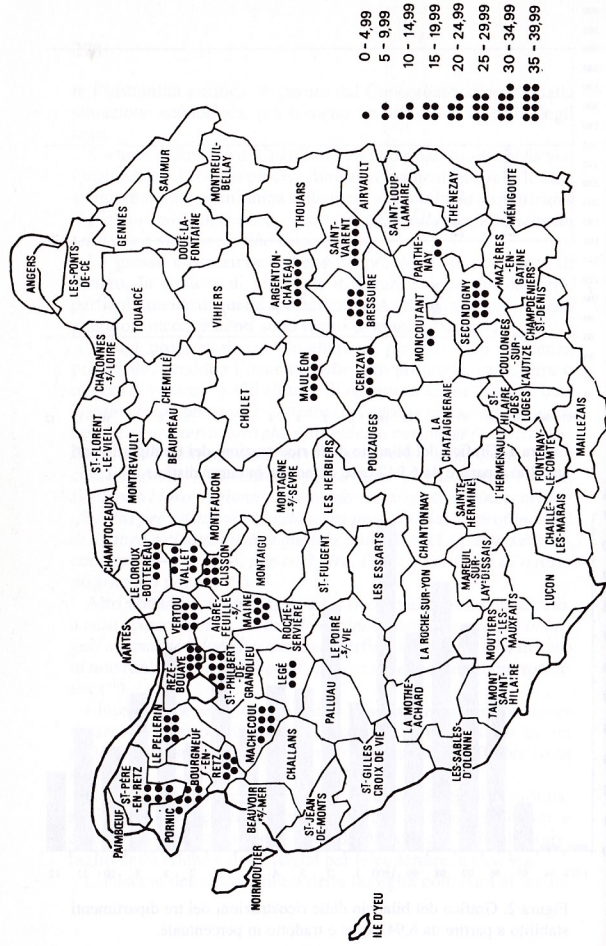 PAIMBŒUF
ST-PÈRE
-EN-RETZ
PORNIC
LE PELLERIN
BOURGNEUF
-EN-
RETZ
NANTES
REZÉ-
BOUAYE
VERTOU
LE LOROUX
-BOTTEREAU
VALLET
CLISSON
AIGRE-
FEUILLE
-S/-
MAINE
ST-PHILBERT
-DE-
GRANDLIEU
MACHECOUL
LEGÉ
CHAMPTOCEAUX
ST-FLORENT
-LE-VIEIL
MONTREVAULT
BEAUPRÉAU
MONTFAUCON
CHALONNES
-S/-LOIRE
CHEMILLÉ
CHOLET
ANGERS
LES-PONTS-
DE-CÉ
TOUARCÉ
VIHIERS
GENNES
DOUÉ-LA-
FONTAINE
SAUMUR
MONTREUIL-
BELLAY
NOIRMOUTIER
ILE D'YEU
BEAUVOIR
-S/-MER
ST-JEAN
-DE-MONTS
CHALLANS
PALLUAU
ST-GILLES-
CROIX DE VIE
ROCHE-
SERVIÈRE
MONTAIGU
ST-FULGENT
LE POIRÉ
-S/-VIE
LES ESSARTS
LA ROCHE-SUR-YON
LA MOTHE-
ACHARD
LES-SABLES-
D'OLONNE
TALMONT
SAINT-
HILAIRE
MOUTIERS
-LES-
MAUXFAITS
MAREUIL
-SUR-
LAY-DISSAIS
LUÇON
MORTAGNE
-S/-SÈVRE
LES HERBIERS
POUZAUGES
CHANTONNAY
SAINTE
HERMINE
LA
CHATAIGNERAIE
L'HERMENAULT
ST-
HILAIRE
-DES-
LOGES
FONTENAY-
LE-COMTE
CHAILLÉ-
LES-MARAIS
MAILLEZAIS
MAULÉON
ARGENTON-
CHÂTEAU
THOUARS
CERIZAY
BRESSUIRE
SAINT-
VARENT
AIRVAULT
MONCOUTANT
PARTHE-
NAY
SAINT-LOUP-
LAMAIRE
THÉNEZAY
SECONDIGNY
MAZIÈRES
-EN-
GATINE
MÉNIGOUTE
COULONGES
-SUR-
L'AUTIZE
CHAMPDENIERS-
ST-DENIS
0 - 4,99
5 - 9,99
10 - 14,99
15 - 19,99
20 - 24,99
25 - 29,99
30 - 34,99
35 - 39,99